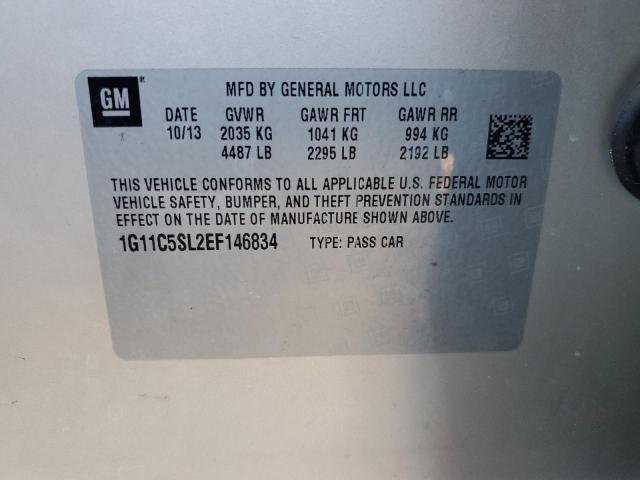 GM
MFD BY GENERAL MOTORS LLC
DATE GVWR GAWR FRT GAWR RR
10/13 2035 KG 1041 KG 994 KG
4487 LB 2295 LB 2192 LB
THIS VEHICLE CONFORMS TO ALL APPLICABLE U.S. FEDERAL MOTOR
VEHICLE SAFETY, BUMPER, AND THEFT PREVENTION STANDARDS IN
EFFECT ON THE DATE OF MANUFACTURE SHOWN ABOVE.
1G11C5SL2EF146834 TYPE: PASS CAR